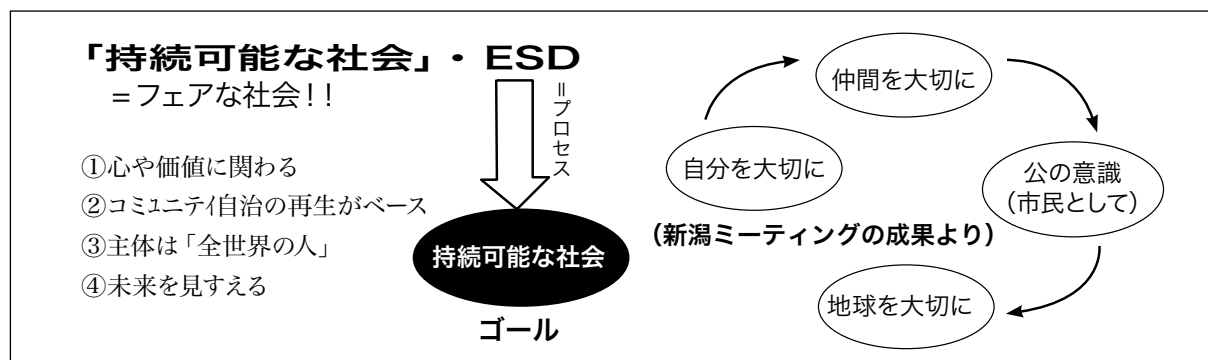 「持続可能な社会」・ESD
=フェアな社会!!
=プロセス
①心や価値に関わる
②コミュニティ自治の再生がベース
③主体は「全世界の人」
④未来を見すえる
持続可能な社会
ゴール
自分を大切に
仲間を大切に
公の意識
(市民として)
地球を大切に
(新潟ミーティングの成果より)